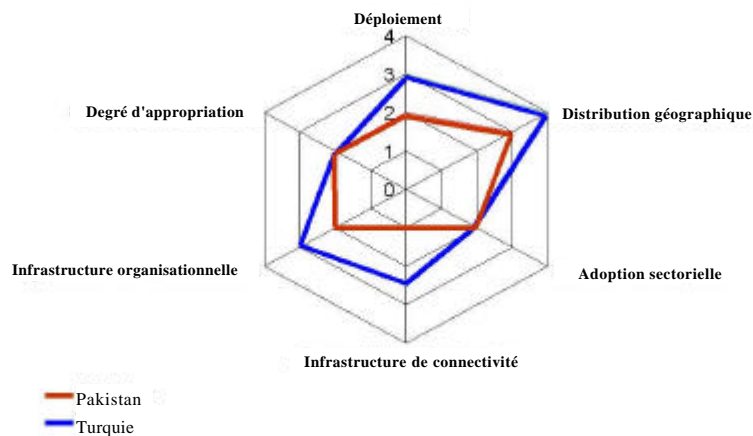 Déploiement
4
3
2
1
0
Degré d'appropriation
Distribution géographique
Infrastructure organisationnelle
Adoption sectorielle
Infrastructure de connectivité
Pakistan
Turquie